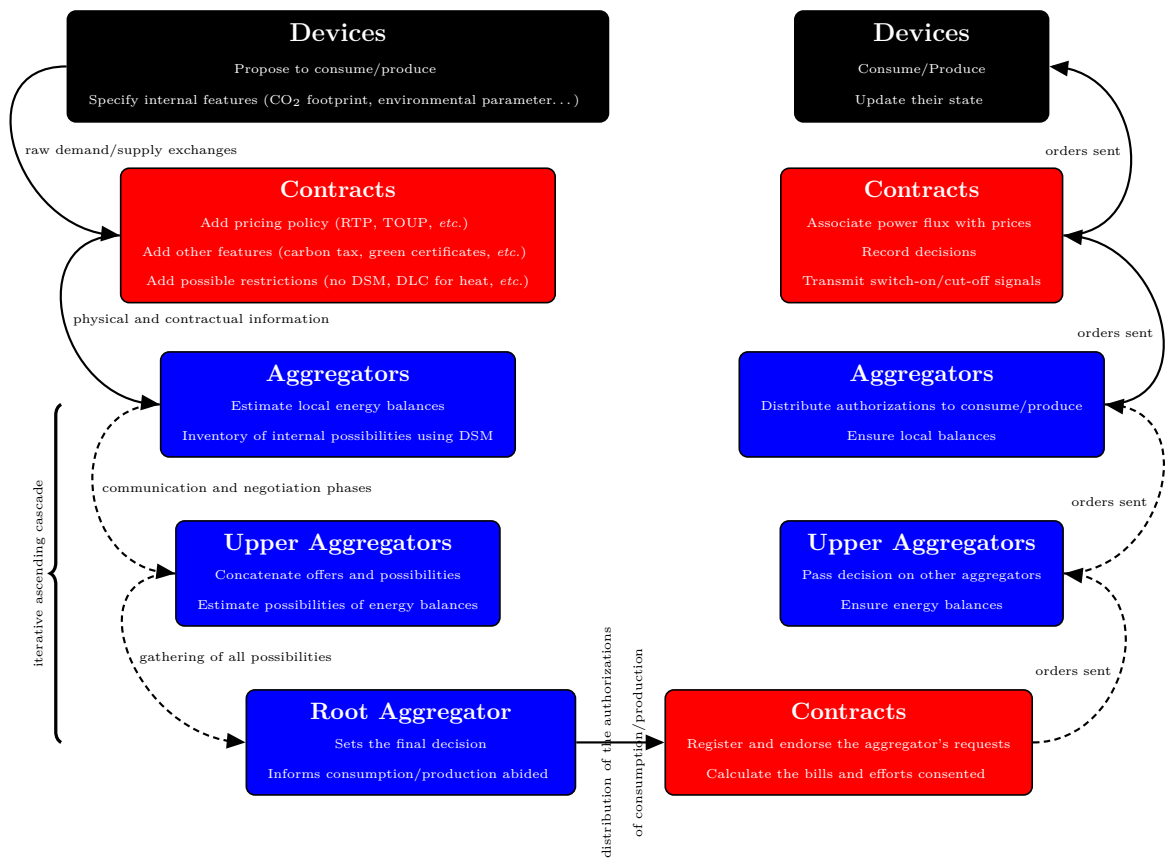 Devices
Propose to consume/produce
Specify internal features (CO₂ footprint, environmental parameter...)
raw demand/supply exchanges
Contracts
Add pricing policy (RTP, TOUP, etc.)
Add other features (carbon tax, green certificates, etc.)
Add possible restrictions (no DSM, DLC for heat, etc.)
physical and contractual information
Aggregators
Estimate local energy balances
Inventory of internal possibilities using DSM
communication and negotiation phases
iterative ascending cascade
Upper Aggregators
Concatenate offers and possibilities
Estimate possibilities of energy balances
gathering of all possibilities
Root Aggregator
Sets the final decision
Informs consumption/production abided
distribution of the authorizations
of consumption/production
Contracts
Register and endorse the aggregator's requests
Calculate the bills and efforts consented
orders sent
Upper Aggregators
Pass decision on other aggregators
Ensure energy balances
orders sent
Aggregators
Distribute authorizations to consume/produce
Ensure local balances
orders sent
Contracts
Associate power flux with prices
Record decisions
Transmit switch-on/cut-off signals
orders sent
Devices
Consume/Produce
Update their state